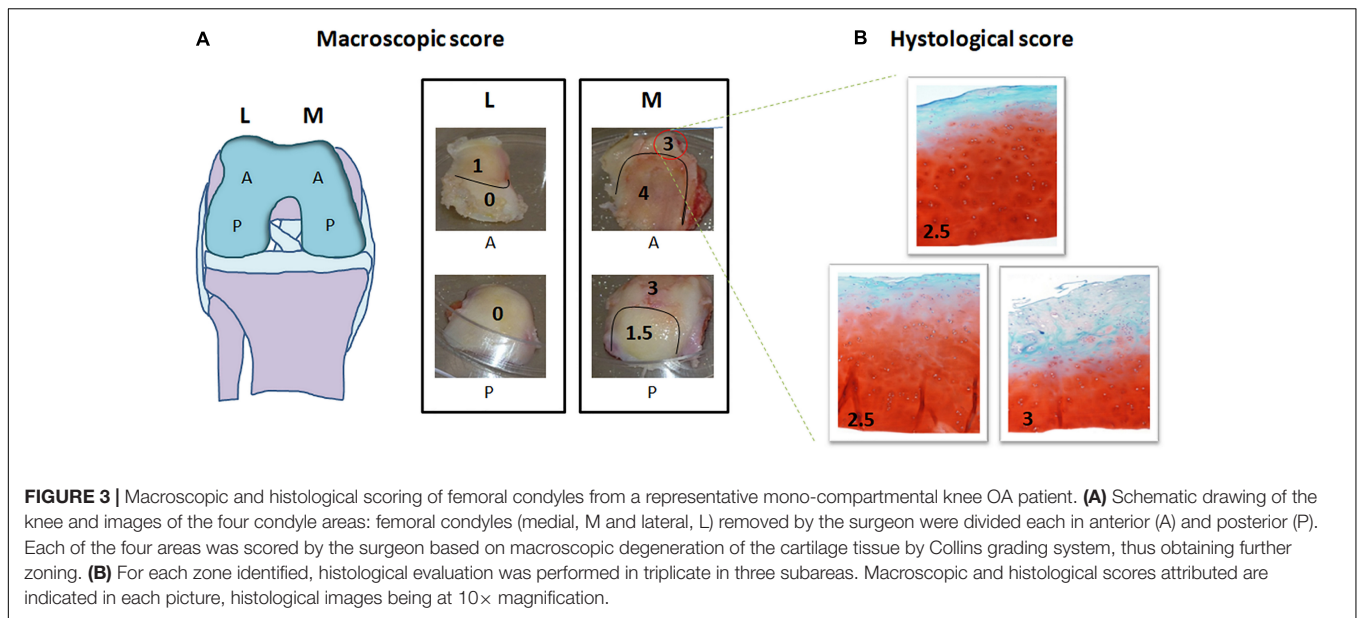 A Macroscopic score
B Hystological score
L M
A A
P P
L
1
0
A
0
P
M
3
4
A
3
1.5
P
2.5
2.5
3
FIGURE 3 | Macroscopic and histological scoring of femoral condyles from a representative mono-compartmental knee OA patient. (A) Schematic drawing of the
knee and images of the four condyle areas: femoral condyles (medial, M and lateral, L) removed by the surgeon were divided each in anterior (A) and posterior (P).
Each of the four areas was scored by the surgeon based on macroscopic degeneration of the cartilage tissue by Collins grading system, thus obtaining further
zoning. (B) For each zone identified, histological evaluation was performed in triplicate in three subareas. Macroscopic and histological scores attributed are
indicated in each picture, histological images being at 10× magnification.